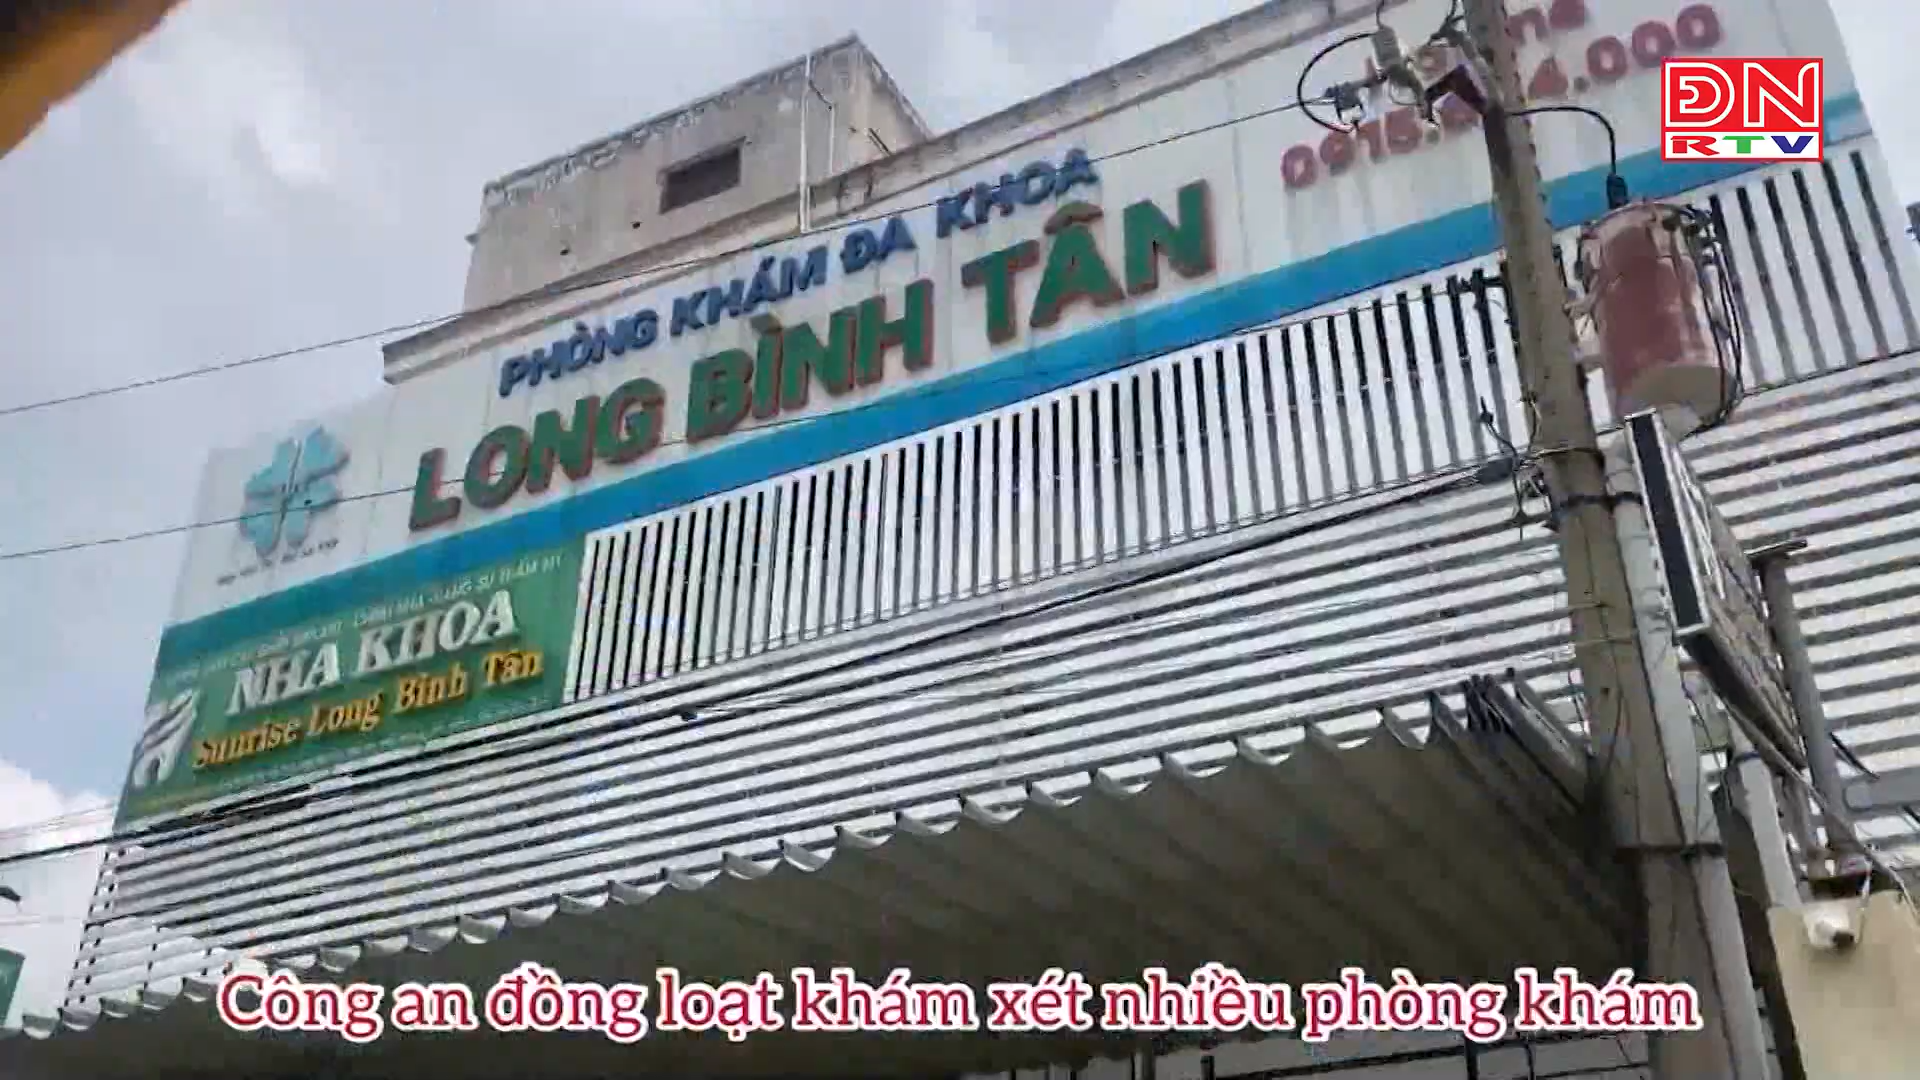 ĐN
RTV
PHÒNG KHÁM ĐA KHOA
LONG BÌNH TÂN
NHA KHOA
Sunrise Long Bình Tân
Công an đồng loạt khám xét nhiều phòng khám